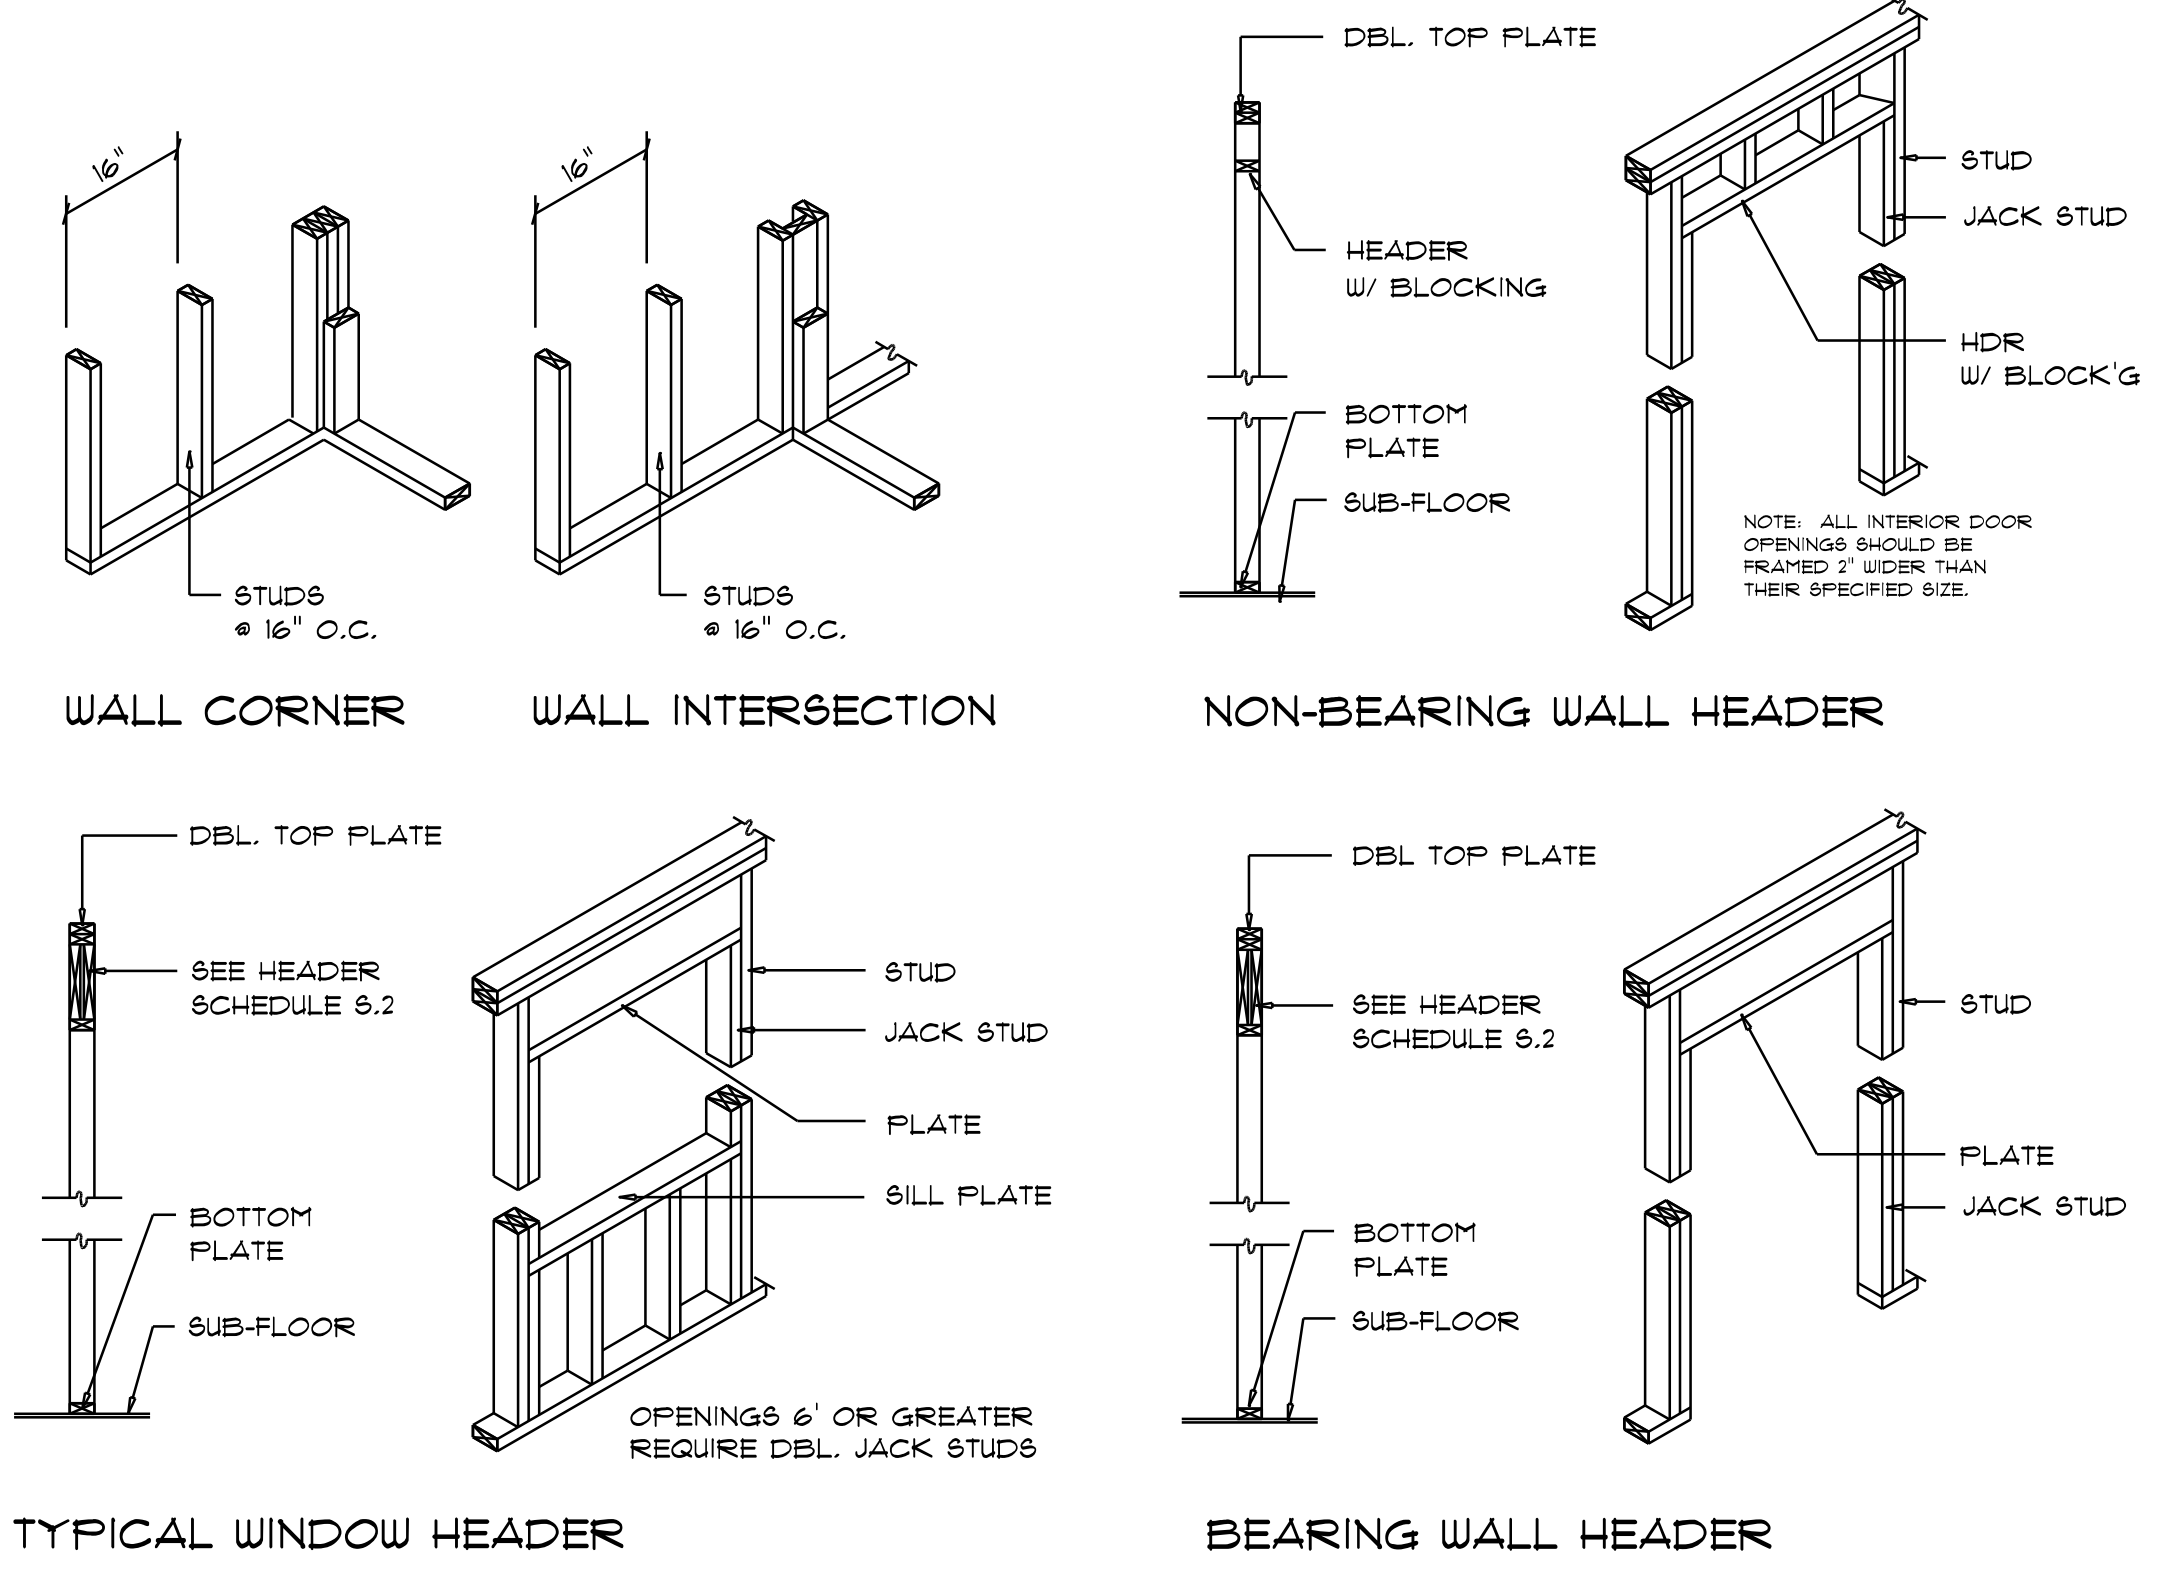 16"
STUDS
@ 16" O.C.
WALL CORNER
16"
STUDS
@ 16" O.C.
WALL INTERSECTION
DBL. TOP PLATE
HEADER
W/ BLOCKING
BOTTOM
PLATE
SUB-FLOOR
STUD
JACK STUD
HDR
W/ BLOCK'G
NOTE: ALL INTERIOR DOOR
OPENINGS SHOULD BE
FRAMED 2" WIDER THAN
THEIR SPECIFIED SIZE.
NON-BEARING WALL HEADER
DBL. TOP PLATE
SEE HEADER
SCHEDULE S.2
BOTTOM
PLATE
SUB-FLOOR
STUD
JACK STUD
PLATE
SILL PLATE
OPENINGS 6' OR GREATER
REQUIRE DBL. JACK STUDS
TYPICAL WINDOW HEADER
DBL TOP PLATE
SEE HEADER
SCHEDULE S.2
BOTTOM
PLATE
SUB-FLOOR
STUD
PLATE
JACK STUD
BEARING WALL HEADER